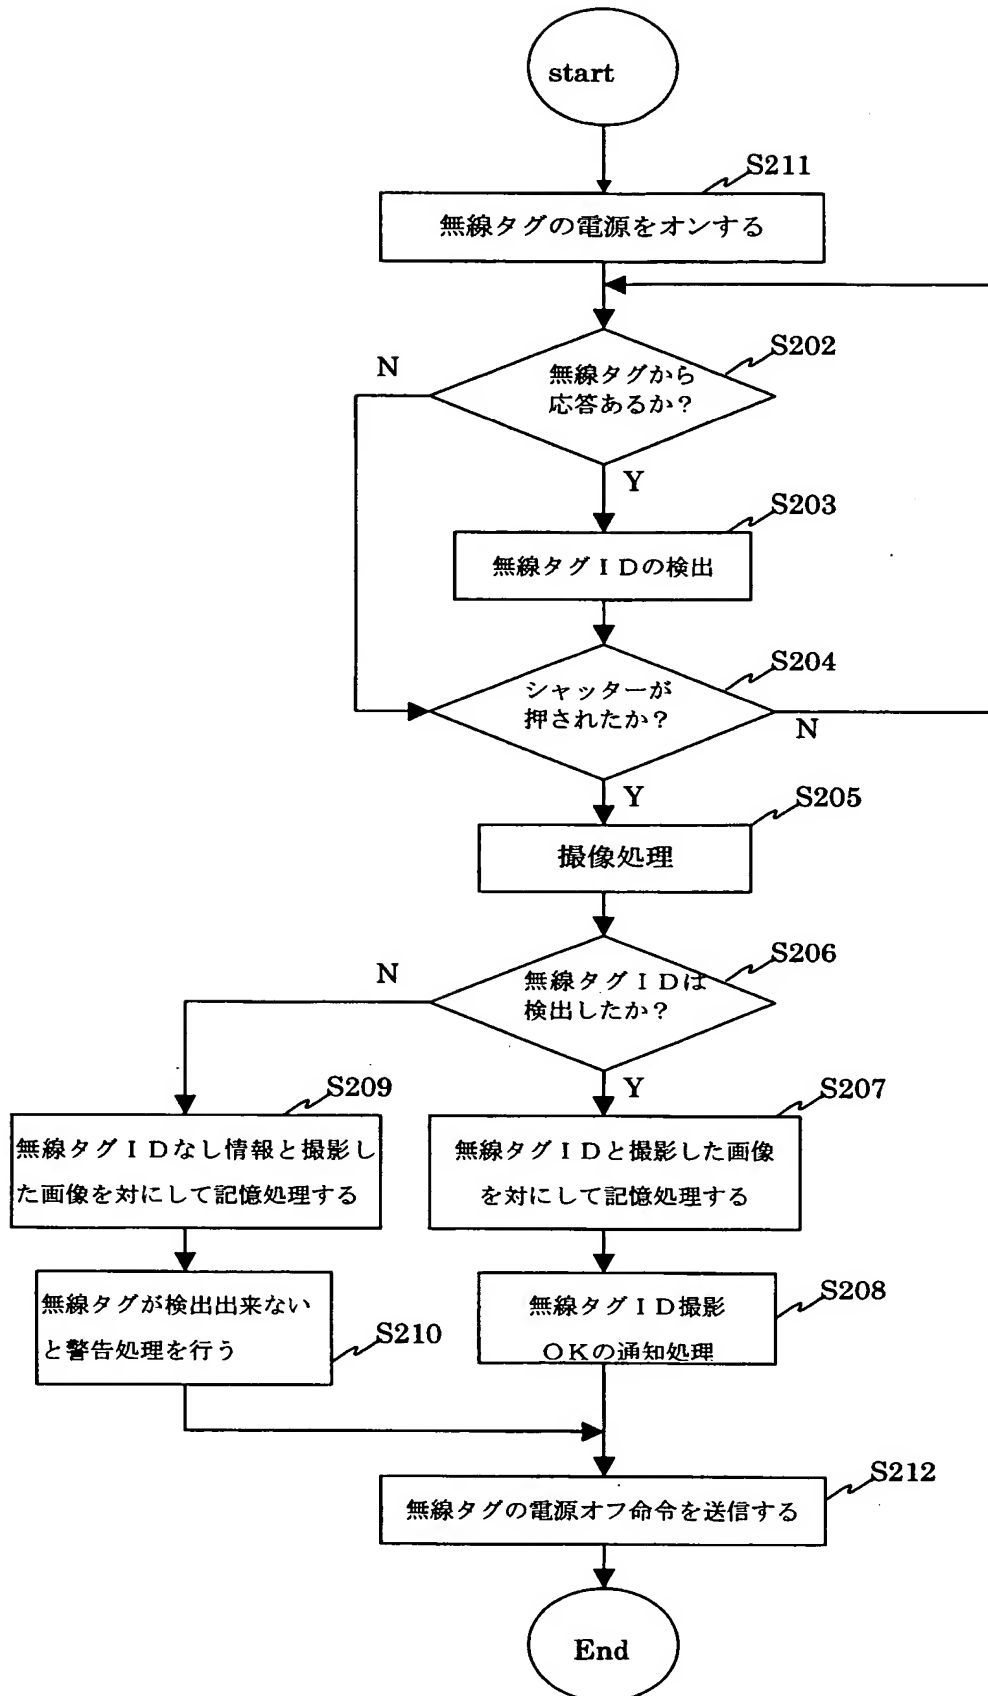 start
S211
無線タグの電源をオンする
S202
N
無線タグから
応答あるか？
Y
S203
無線タグＩＤの検出
S204
シャッターが
押されたか？
N
Y
S205
撮像処理
S206
N
無線タグＩＤは
検出したか？
Y
S209
S207
無線タグＩＤなし情報と撮影し
た画像を対にして記憶処理する
無線タグＩＤと撮影した画像
を対にして記憶処理する
無線タグが検出出来ない
と警告処理を行う
S210
無線タグＩＤ撮影
ＯＫの通知処理
S208
S212
無線タグの電源オフ命令を送信する
End